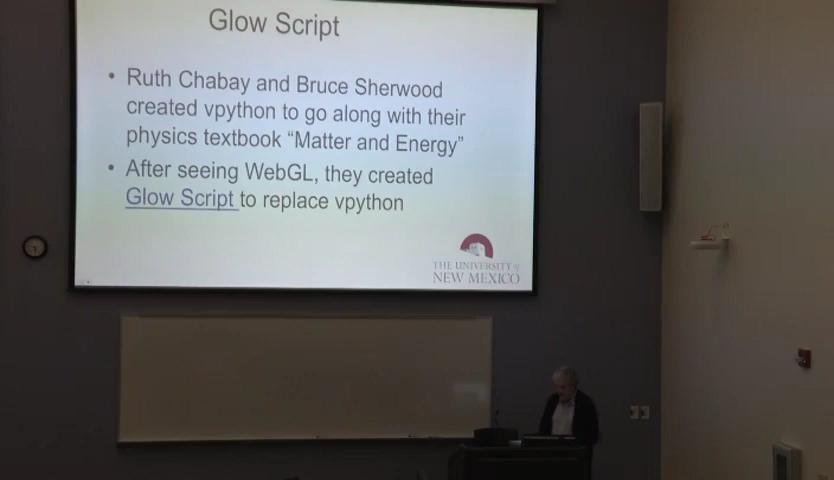 Glow Script
• Ruth Chabay and Bruce Sherwood
created vpython to go along with their
physics textbook “Matter and Energy”
• After seeing WebGL, they created
Glow Script to replace vpython
THE UNIVERSITY of
NEW MEXICO